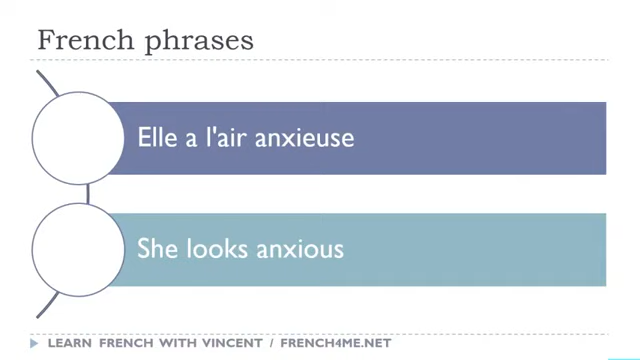 French phrases
Elle a l'air anxieuse
She looks anxious
LEARN FRENCH WITH VINCENT / FRENCH4ME.NET